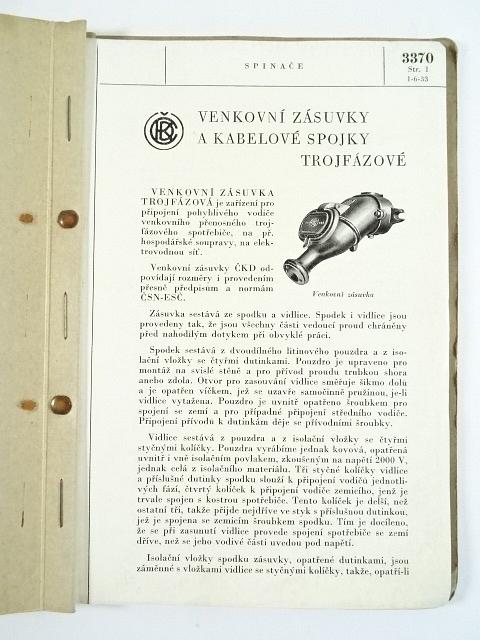 SPINAČE
3370
Str. 1
1-6-33
ČKD
VENKOVNÍ ZÁSUVKY
A KABELOVÉ SPOJKY
TROJFÁZOVÉ
VENKOVNÍ ZÁSUVKA
TROJFÁZOVÁ je zařízení pro
připojení pohyblivého vodiče
venkovního přenosného troj-
fázového spotřebiče, na př.
hospodářské soupravy, na elek-
trovodnou síť.
Venkovní zásuvky ČKD od-
povídají rozměry i provedením
přesně předpisům a normám
ČSN-ESČ.
Venkovní zásuvka
Zásuvka sestává ze spodku a vidlice. Spodek i vidlice jsou
provedeny tak, že jsou všechny části vedoucí proud chráněny
před nahodilým dotykem při obvyklé práci.
Spodek sestává z dvoudílného litinového pouzdra a z iso-
lační vložky se čtyřmi dutinkami. Pouzdro je upraveno pro
montáž na svislé stěně a pro přívod proudu trubkou shora
anebo zdola. Otvor pro zasouvání vidlice směřuje šikmo dolů
a je opatřen víčkem, jež se uzavře samočinně pružinou, je-li
vidlice vytažena. Pouzdro je uvnitř opatřeno šroubkem pro
spojení se zemí a pro případné připojení středního vodiče.
Připojení přívodu k dutinkám děje se přívodními šroubky.
Vidlice sestává z pouzdra a z isolační vložky se čtyřmi
styčnými kolíčky. Pouzdra vyrábíme jednak kovová, opatřená
uvnitř i vně isolačním povlakem, zkoušeným na napětí 2000 V,
jednak celá z isolačního materiálu. Tři styčné kolíčky vidlice
a příslušné dutinky spodku slouží k připojení vodičů jednotli-
vých fází, čtvrtý kolíček k připojení vodiče zemicího, jenž je
trvale spojen s kostrou spotřebiče. Tento kolíček je delší, než
ostatní tři, takže přijde nejdříve ve styk s příslušnou dutinkou,
jež je spojena se zemicím šroubkem spodku. Tím je docíleno,
že se při zasunutí vidlice provede spojení spotřebiče se zemí
dříve, než se jeho vodivé části uvedou pod napětí.
Isolační vložky spodku zásuvky, opatřené dutinkami, jsou
záměnné s vložkami vidlice se styčnými kolíčky, takže, opatří-li